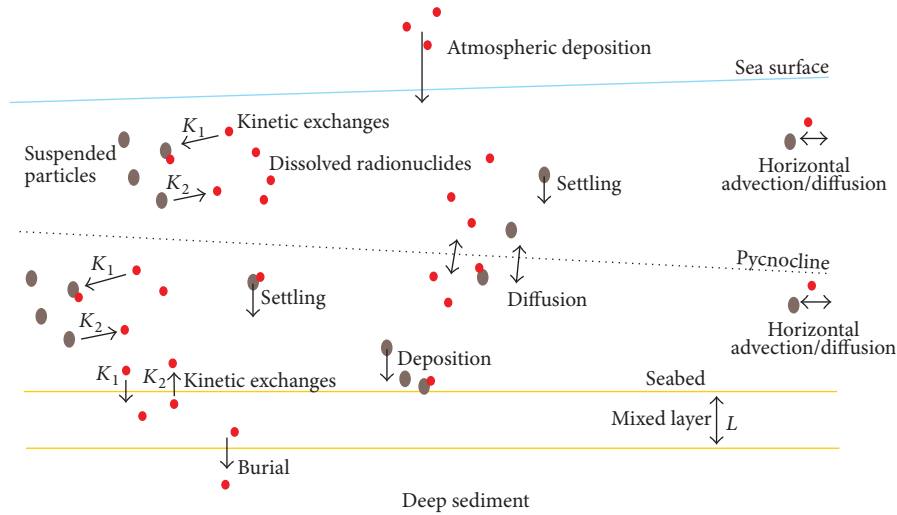 Atmospheric deposition
Sea surface
K1
Kinetic exchanges
Suspended
particles
Dissolved radionuclides
K2
Settling
Horizontal
advection/diffusion
Pycnocline
K1
Settling
Diffusion
K2
Horizontal
advection/diffusion
Deposition
K1
K2
Kinetic exchanges
Seabed
Mixed layer
L
Burial
Deep sediment